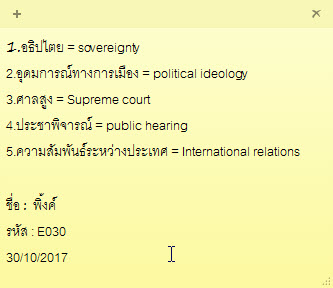 1.อธิปไตย = sovereignty
2.อุดมการณ์ทางการเมือง = political ideology
3.ศาลสูง = Supreme court
4.ประชาพิจารณ์ = public hearing
5.ความสัมพันธ์ระหว่างประเทศ = International relations
ชื่อ : พิ้งค์
รหัส : E030
30/10/2017